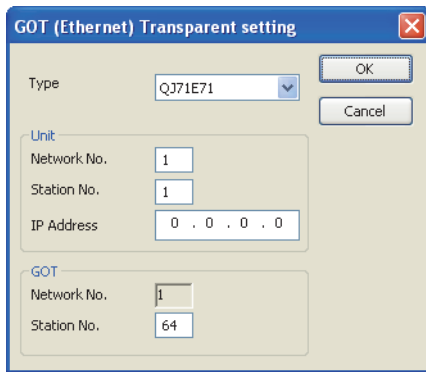 GOT (Ethernet) Transparent setting
Type QJ71E71 OK
Cancel
Unit
Network No. 1
Station No. 1
IP Address 0 . 0 . 0 . 0
GOT
Network No. 1
Station No. 64